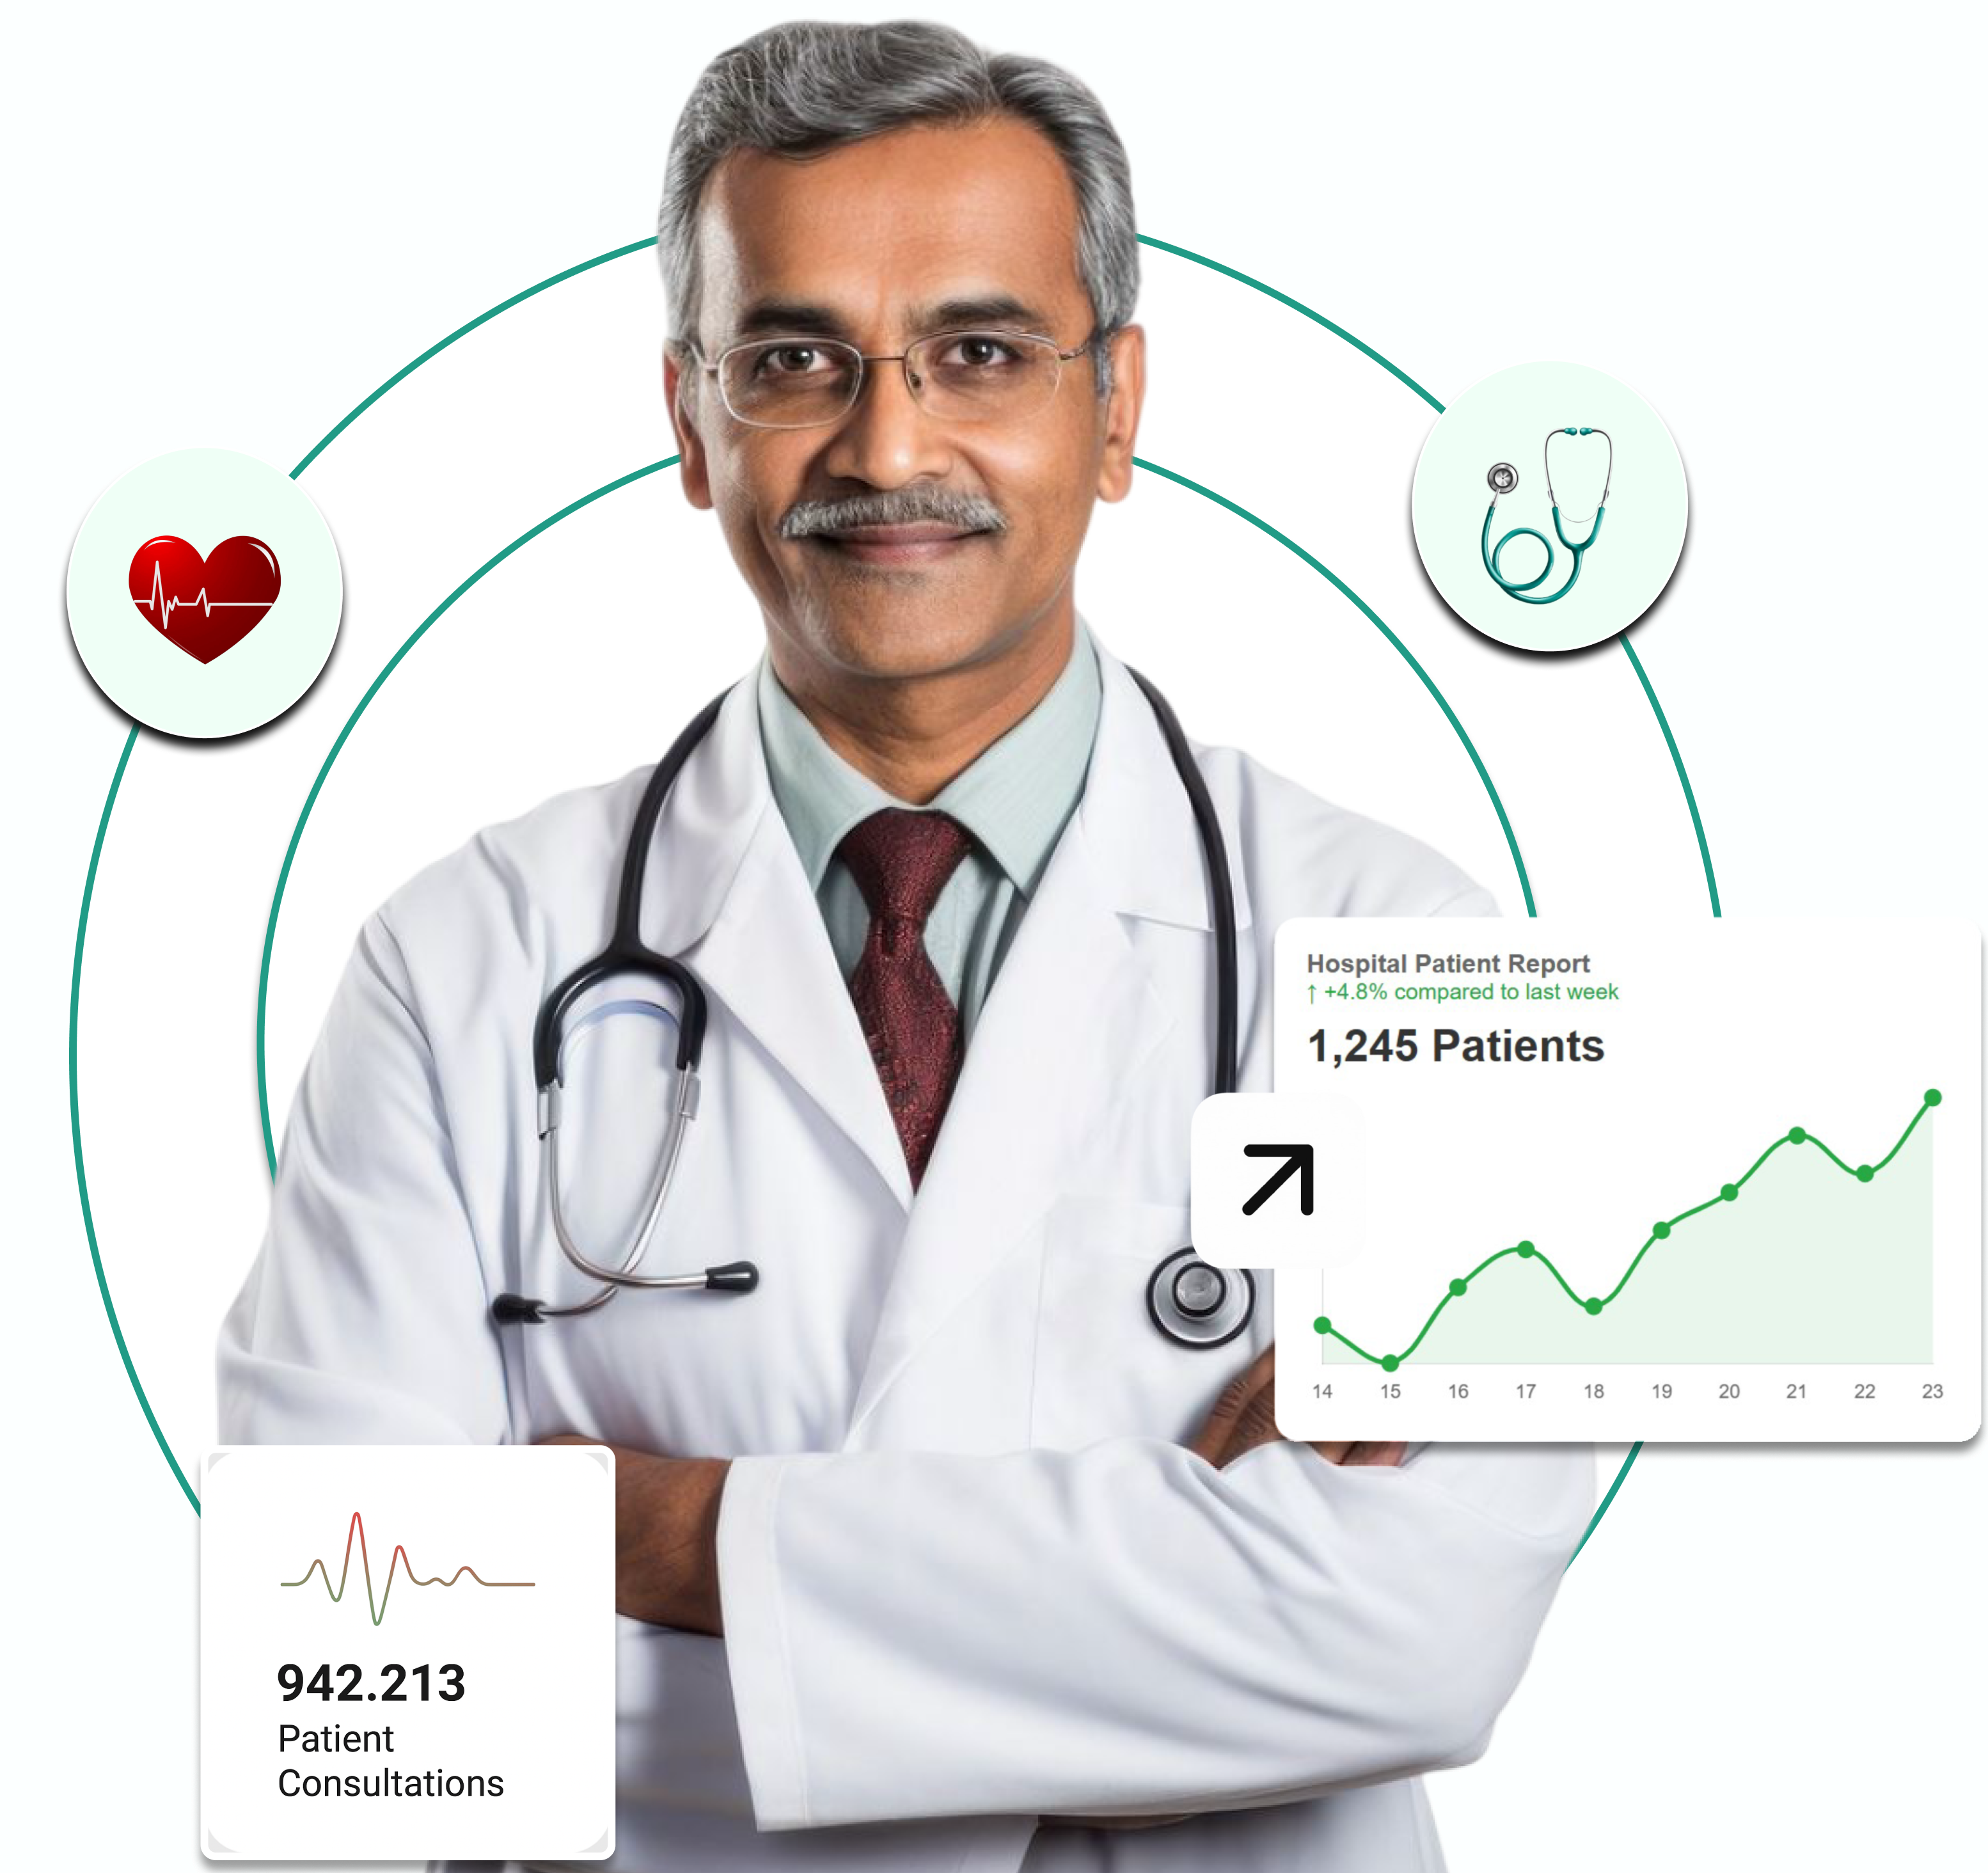 Hospital Patient Report
↑ +4.8% compared to last week
1,245 Patients
14 15 16 17 18 19 20 21 22 23
942.213
Patient
Consultations